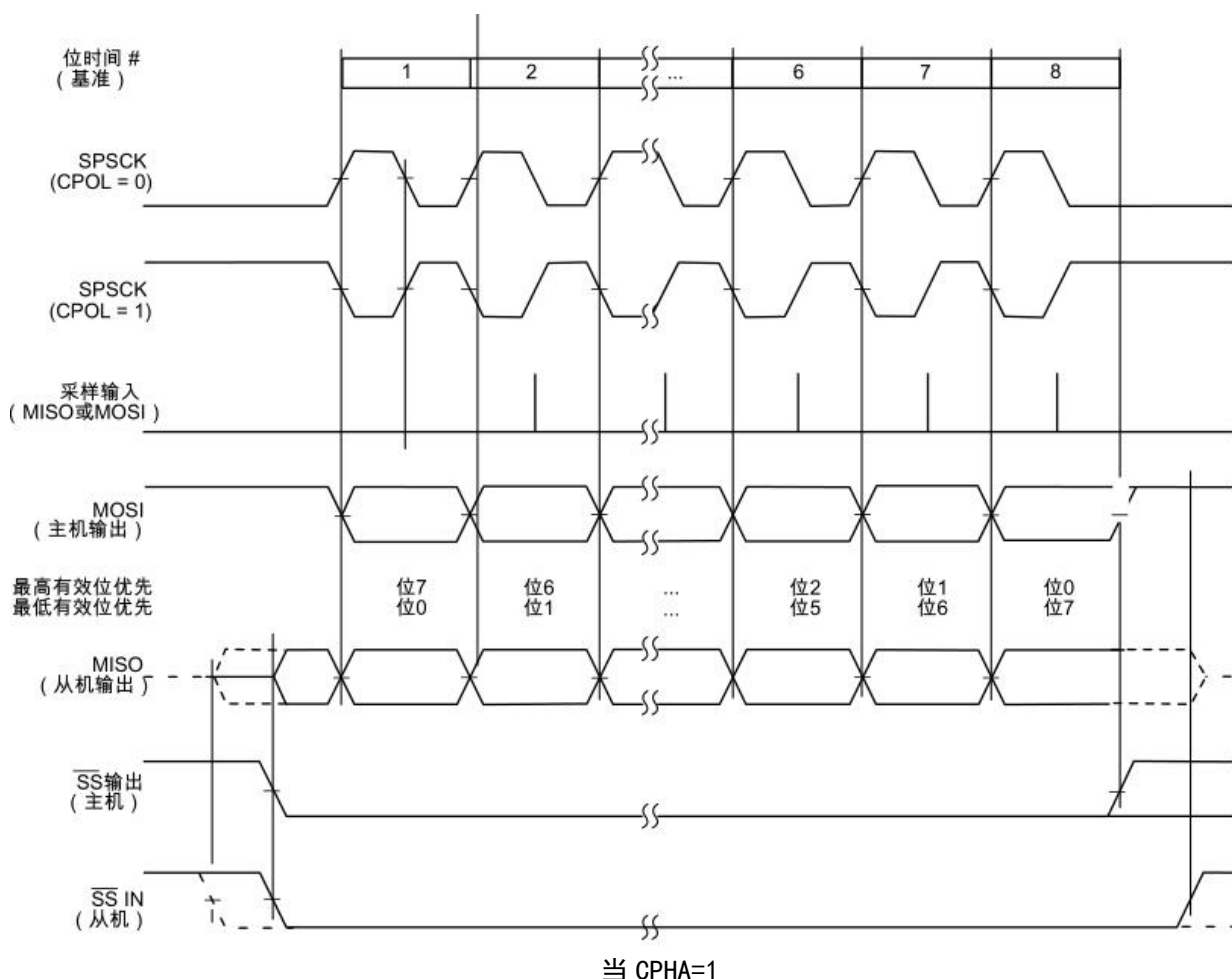 位时间 #
（基准）
1 2 ... 6 7 8
SPSCK
(CPOL = 0)
SPSCK
(CPOL = 1)
采样输入
（MISO或MOSI）
MOSI
（主机输出）
最高有效位优先 位7 位6 ... 位2 位1 位0
最低有效位优先 位0 位1 ... 位5 位6 位7
MISO
（从机输出）
SS输出
（主机）
SS IN
（从机）
当 CPHA=1